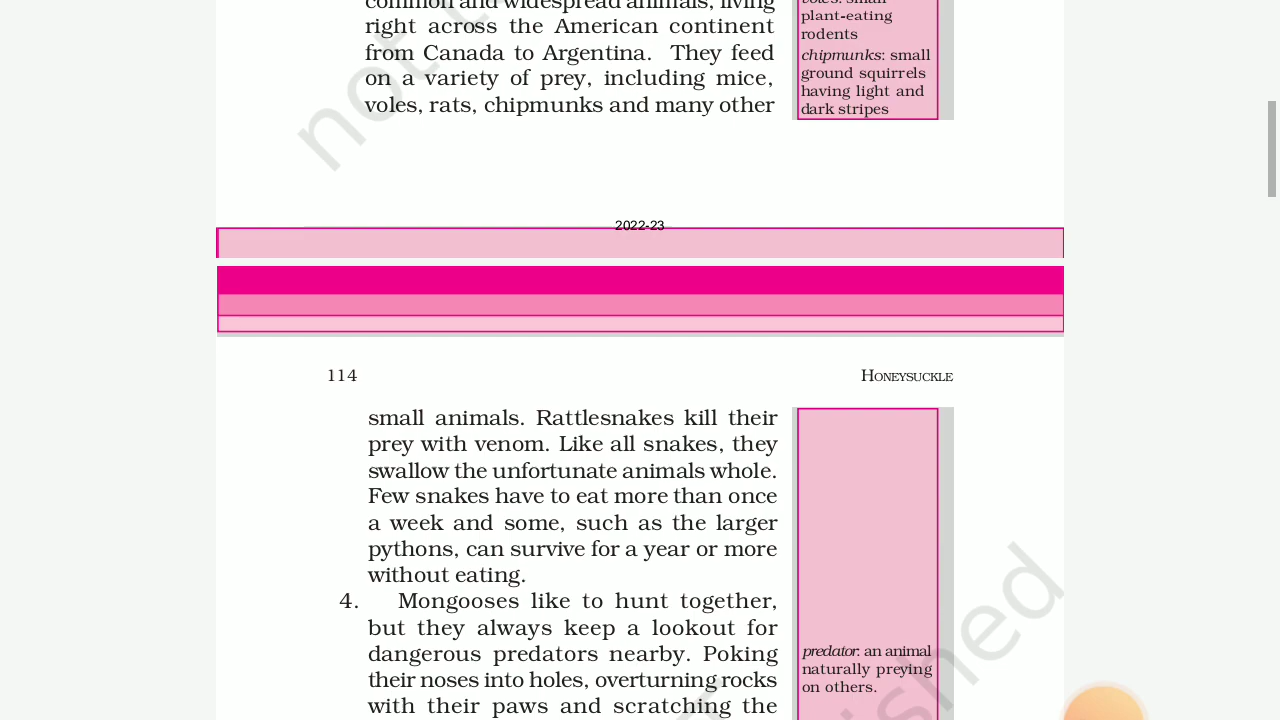 common and widespread animals, living
right across the American continent
from Canada to Argentina. They feed
on a variety of prey, including mice,
voles, rats, chipmunks and many other
voles: small
plant-eating
rodents
chipmunks: small
ground squirrels
having light and
dark stripes
not
2022-23
114
HONEYSUCKLE
small animals. Rattlesnakes kill their
prey with venom. Like all snakes, they
swallow the unfortunate animals whole.
Few snakes have to eat more than once
a week and some, such as the larger
pythons, can survive for a year or more
without eating.
4. Mongooses like to hunt together,
but they always keep a lookout for
dangerous predators nearby. Poking
their noses into holes, overturning rocks
with their paws and scratching the
predator: an animal
naturally preying
on others.